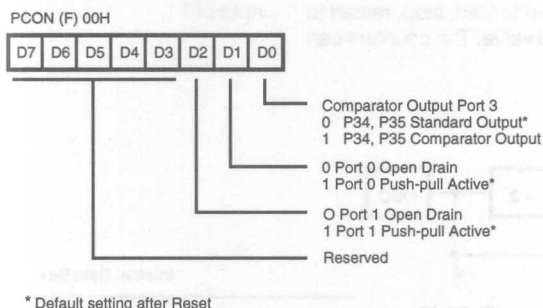 PCON (F) 00H
D7 D6 D5 D4 D3 D2 D1 D0
Comparator Output Port 3
0 P34, P35 Standard Output*
1 P34, P35 Comparator Output
0 Port 0 Open Drain
1 Port 0 Push-pull Active*
O Port 1 Open Drain
1 Port 1 Push-pull Active*
Reserved
* Default setting after Reset